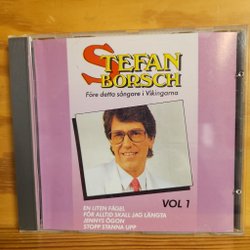 STEFAN
BORSCH
Före detta sångare i Vikingarna
VOL 1
EN LITEN FÅGEL
FÖR ALLTID SKALL JAG LÄNGTA
JENNYS ÖGON
STOPP STANNA UPP